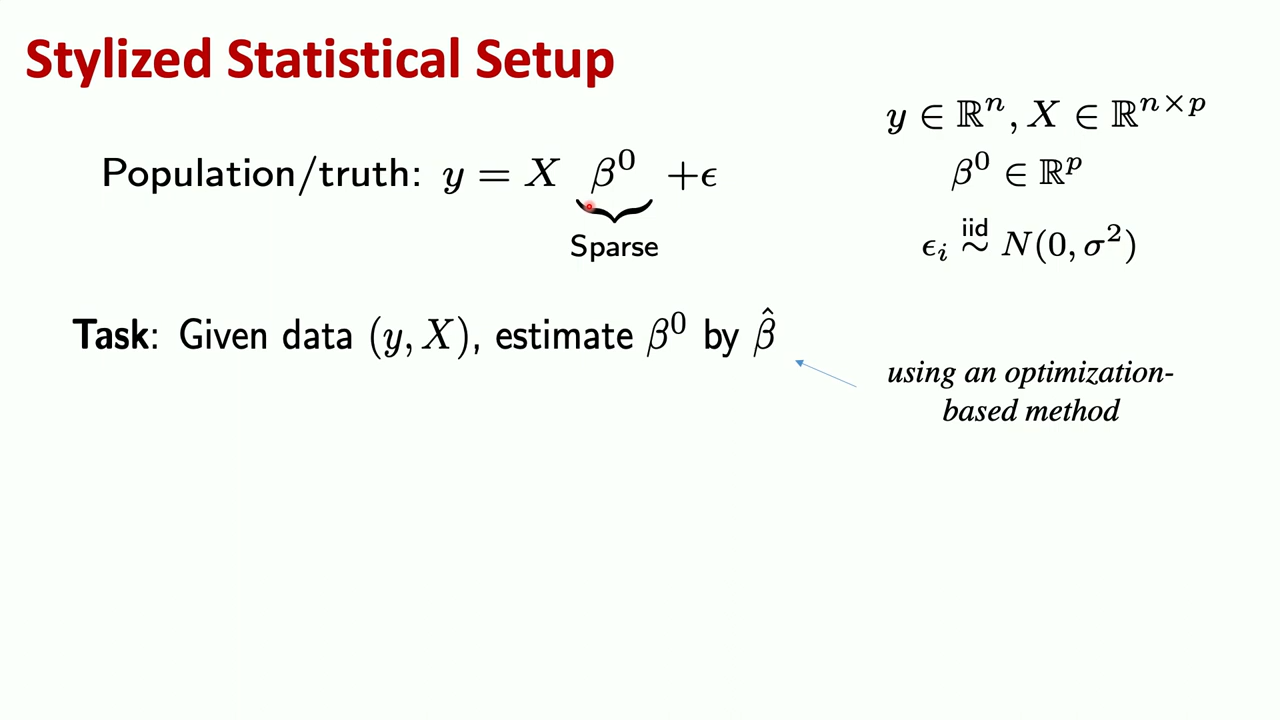 Stylized Statistical Setup
y ∈ ℝⁿ, X ∈ ℝⁿˣᵖ
Population/truth: y = X β⁰ +ϵ
Sparse
β⁰ ∈ ℝᵖ
ϵᵢ iid ∼ N(0, σ²)
Task: Given data (y, X), estimate β⁰ by β̂
using an optimization-
based method